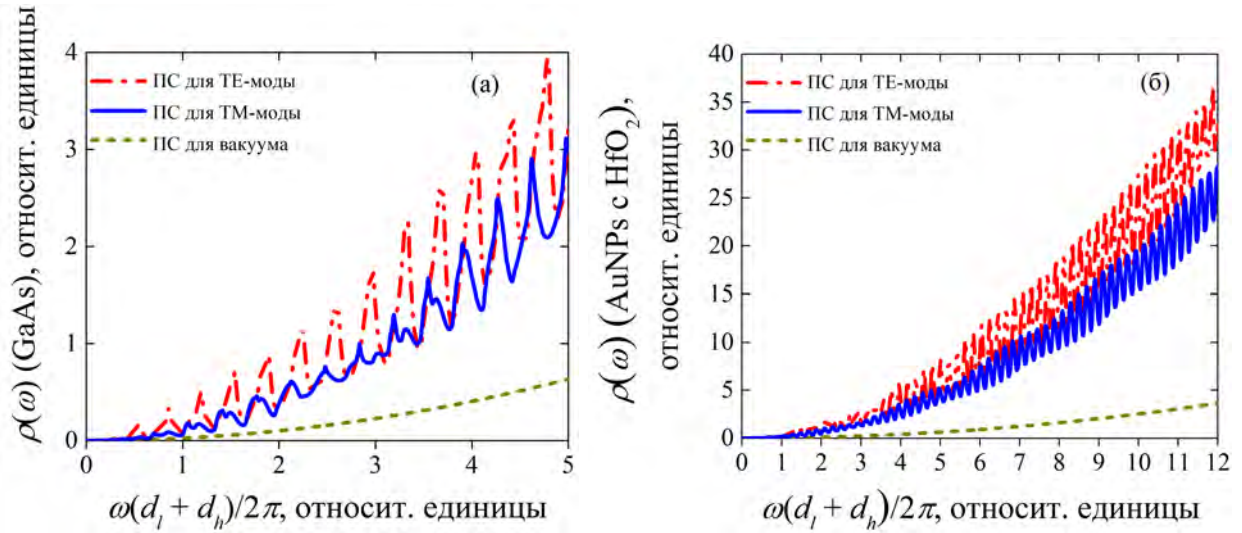 ρ(ω) (GaAs), относит. единицы
4
3
2
1
0
ПС для TE-моды
ПС для TM-моды
ПС для вакуума
(а)
0 1 2 3 4 5
ω(d_l + d_h)/2π, относит. единицы
ρ(ω) (AuNPs с HfO₂),
относит. единицы
40
35
30
25
20
15
10
5
0
ПС для TE-моды
ПС для TM-моды
ПС для вакуума
(б)
0 1 2 3 4 5 6 7 8 9 10 11 12
ω(d_l + d_h)/2π, относит. единицы